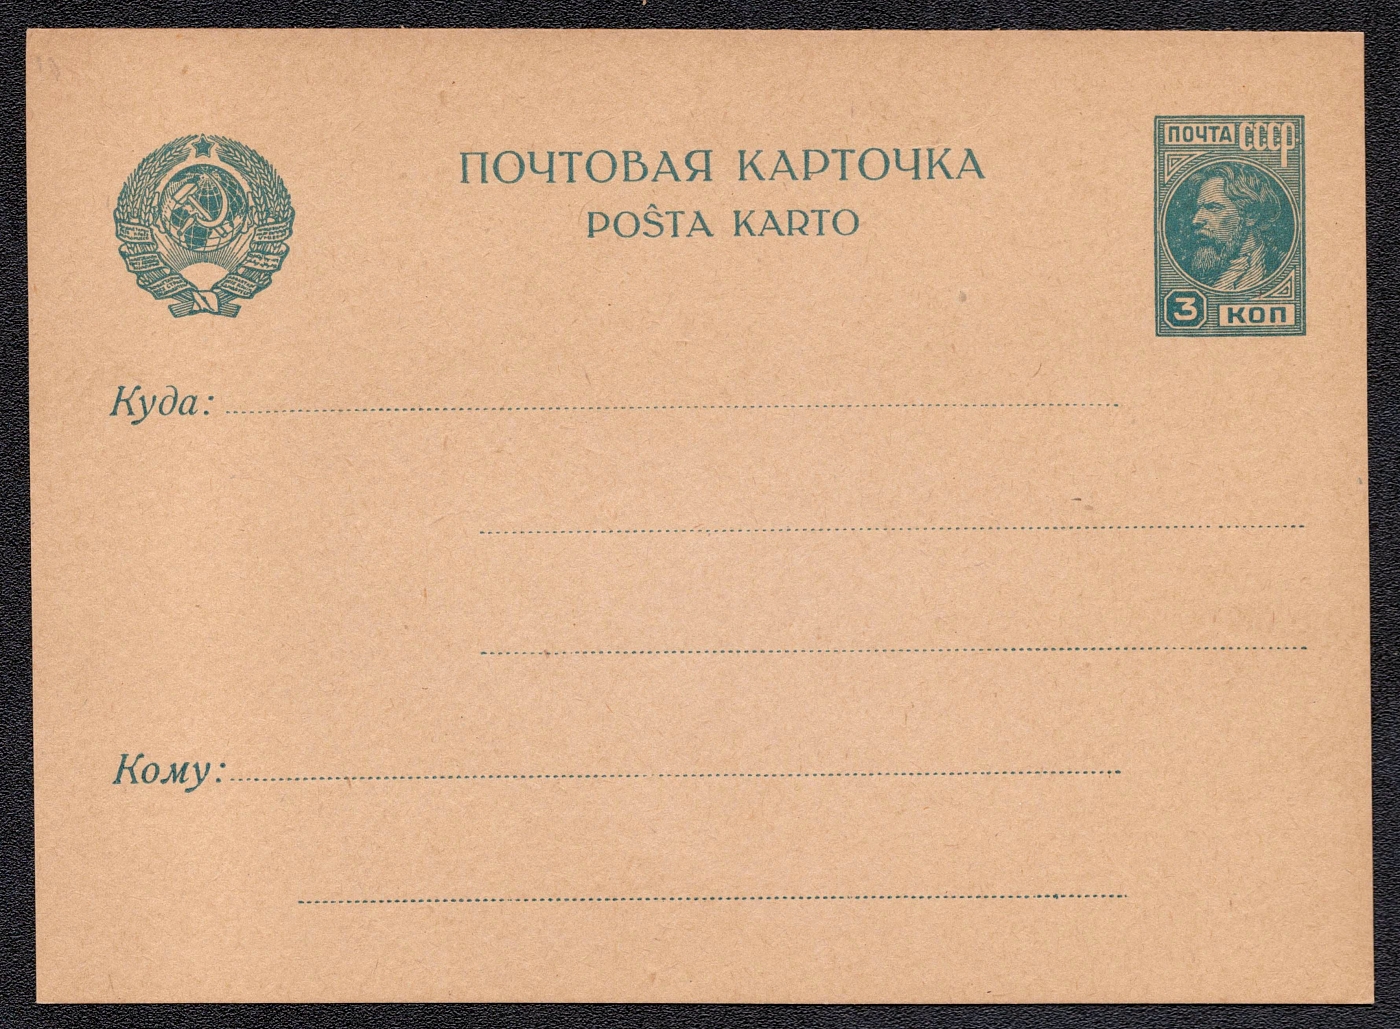 ПОЧТОВАЯ КАРТОЧКА
POŜTA KARTO
ПОЧТА СССР
3 КОП
Куда:
Кому: